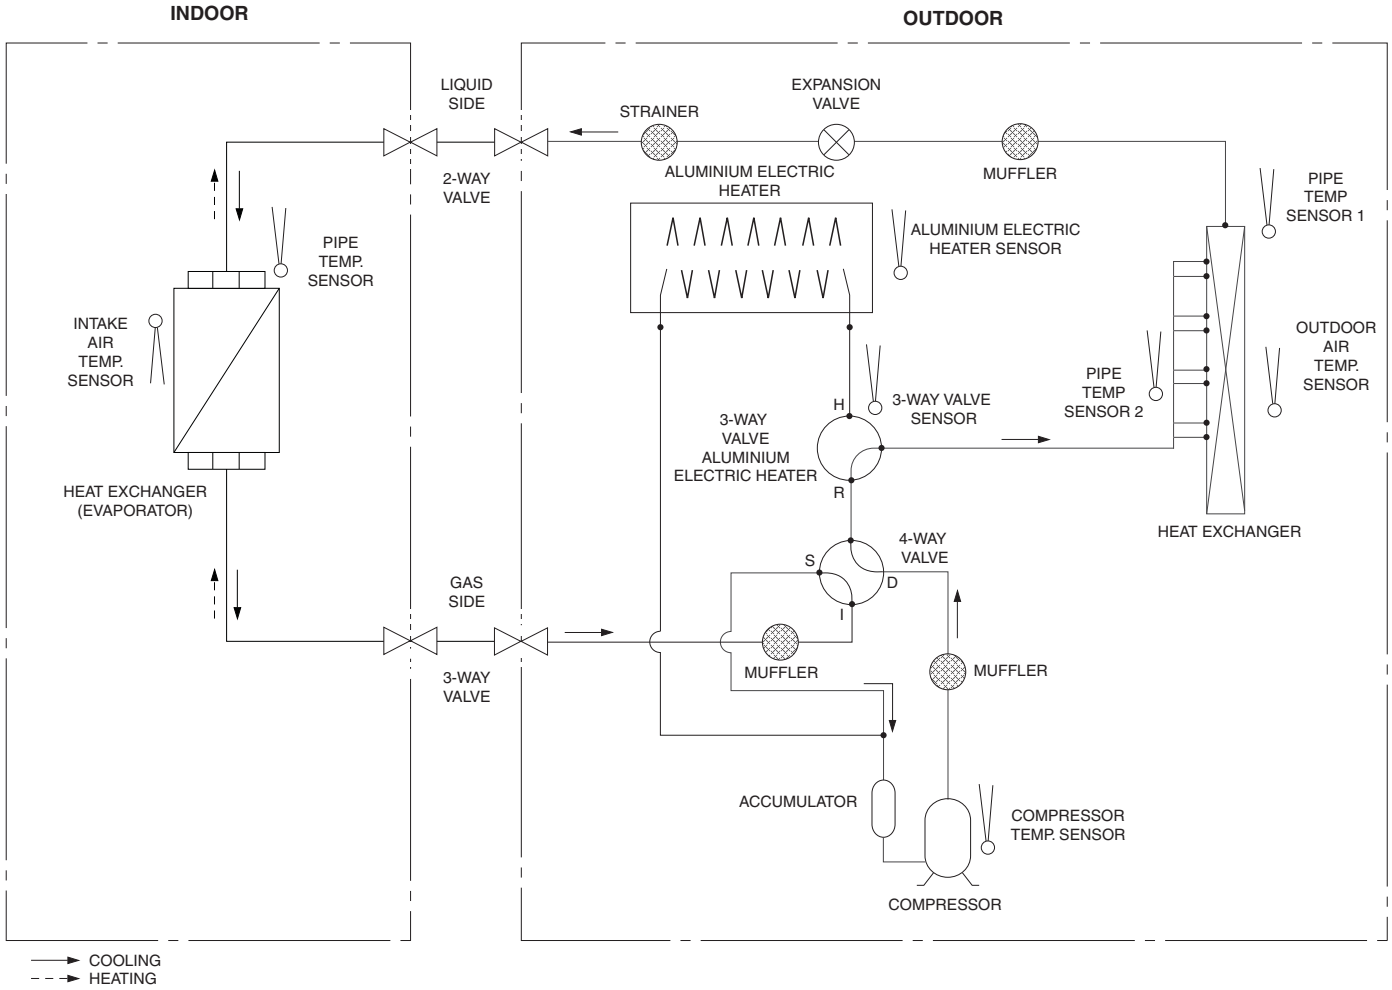 INDOOR
OUTDOOR
LIQUID
SIDE
2-WAY
VALVE
STRAINER
EXPANSION
VALVE
MUFFLER
ALUMINIUM ELECTRIC
HEATER
ALUMINIUM ELECTRIC
HEATER SENSOR
PIPE
TEMP
SENSOR 1
PIPE
TEMP.
SENSOR
INTAKE
AIR
TEMP.
SENSOR
OUTDOOR
AIR
TEMP.
SENSOR
PIPE
TEMP
SENSOR 2
H
3-WAY VALVE
SENSOR
3-WAY
VALVE
ALUMINIUM
ELECTRIC HEATER
R
HEAT EXCHANGER
(EVAPORATOR)
HEAT EXCHANGER
4-WAY
VALVE
S
D
I
GAS
SIDE
3-WAY
VALVE
MUFFLER
MUFFLER
ACCUMULATOR
COMPRESSOR
TEMP. SENSOR
COMPRESSOR
COOLING
HEATING